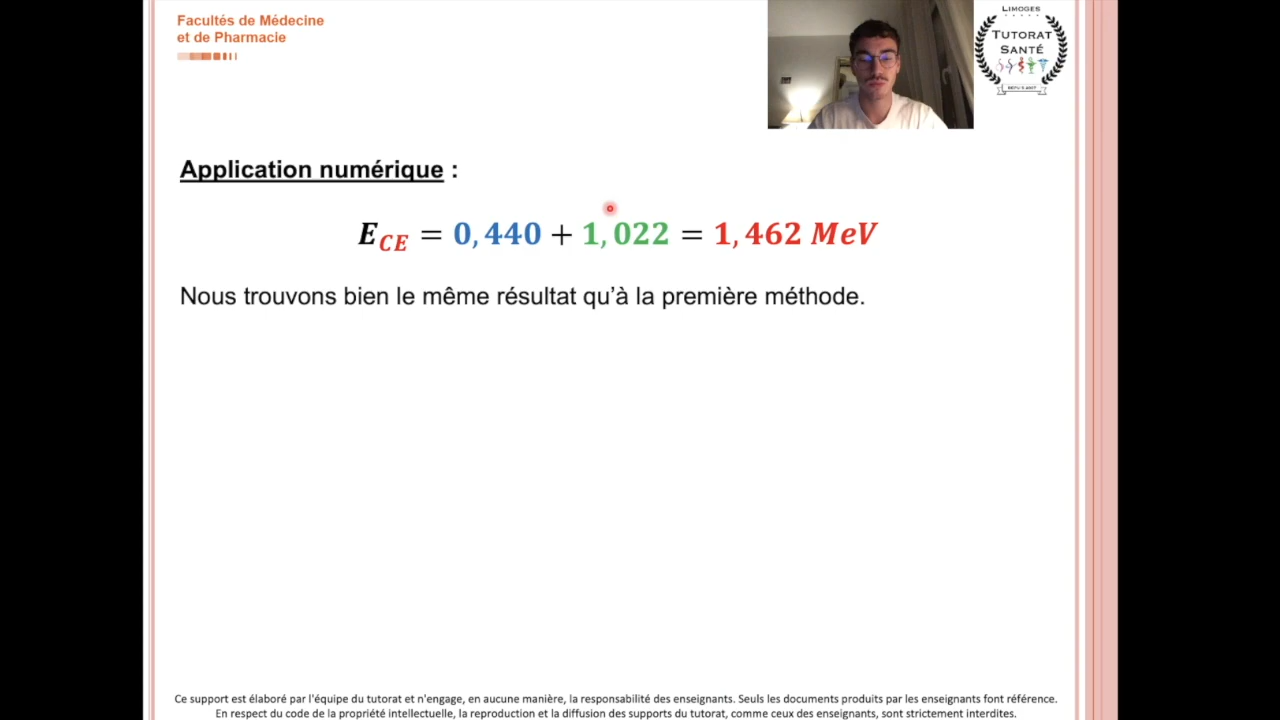 Facultés de Médecine
et de Pharmacie
LIMOGES
TUTORAT
SANTÉ
DEPUIS 2007
Application numérique :
E_CE = 0,440 + 1,022 = 1,462 MeV
Nous trouvons bien le même résultat qu'à la première méthode.
Ce support est élaboré par l'équipe du tutorat et n'engage, en aucune manière, la responsabilité des enseignants. Seuls les documents produits par les enseignants font référence.
En respect du code de la propriété intellectuelle, la reproduction et la diffusion des supports du tutorat, comme ceux des enseignants, sont strictement interdites.